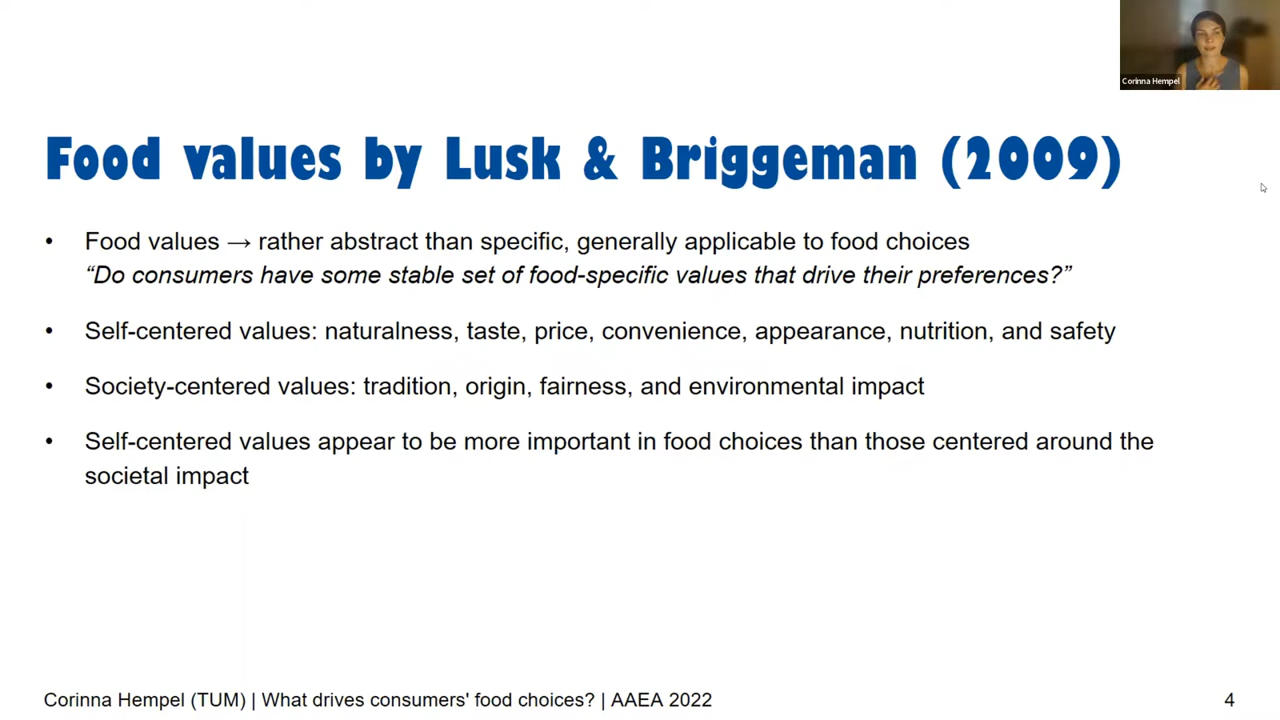 Corinna Hempel
Food values by Lusk & Briggeman (2009)
• Food values → rather abstract than specific, generally applicable to food choices
“Do consumers have some stable set of food-specific values that drive their preferences?”
• Self-centered values: naturalness, taste, price, convenience, appearance, nutrition, and safety
• Society-centered values: tradition, origin, fairness, and environmental impact
• Self-centered values appear to be more important in food choices than those centered around the
societal impact
Corinna Hempel (TUM) | What drives consumers' food choices? | AAEA 2022
4